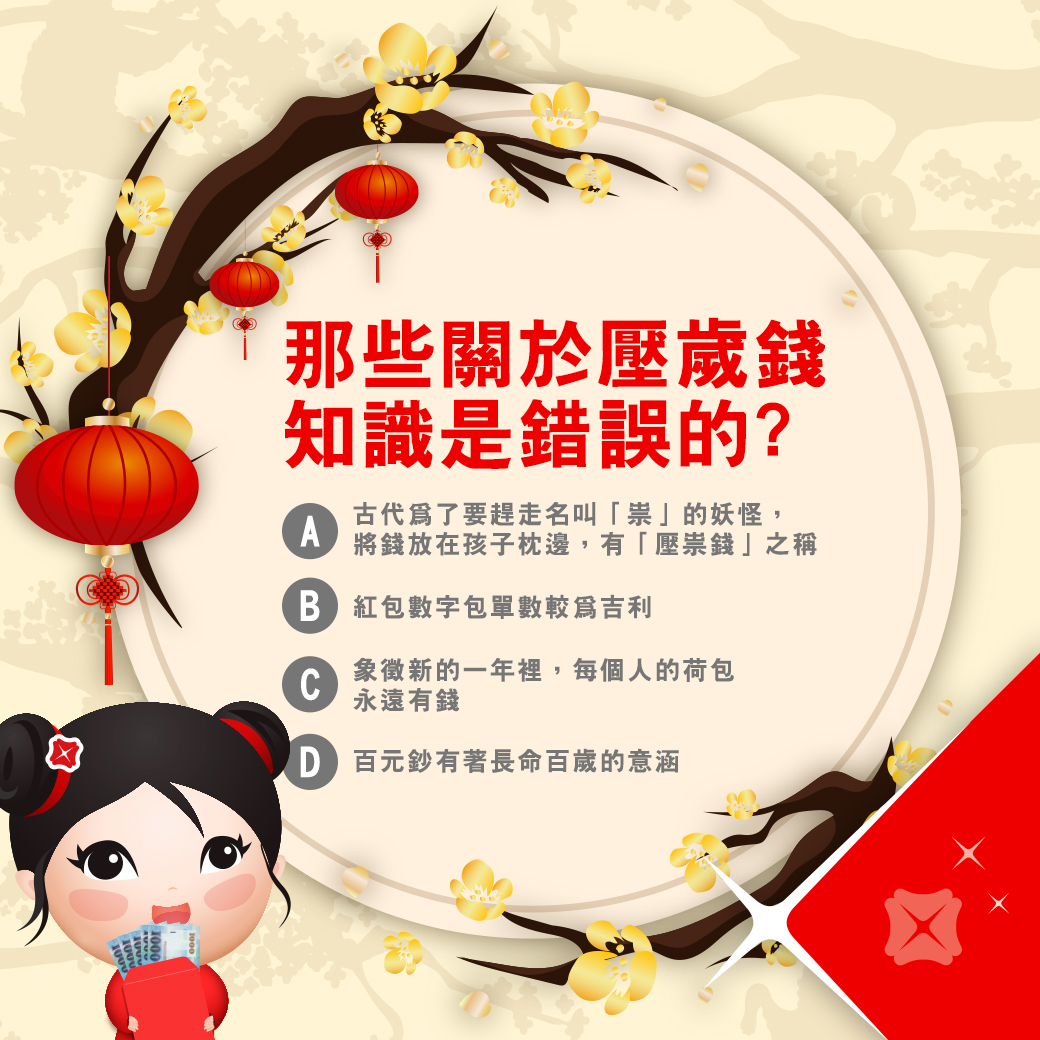 那些關於壓歲錢
知識是錯誤的?
A 古代為了要趕走名叫「祟」的妖怪，
將錢放在孩子枕邊，有「壓祟錢」之稱
B 紅包數字包單數較為吉利
C 象徵新的一年裡，每個人的荷包
永遠有錢
D 百元鈔有著長命百歲的意涵
1000